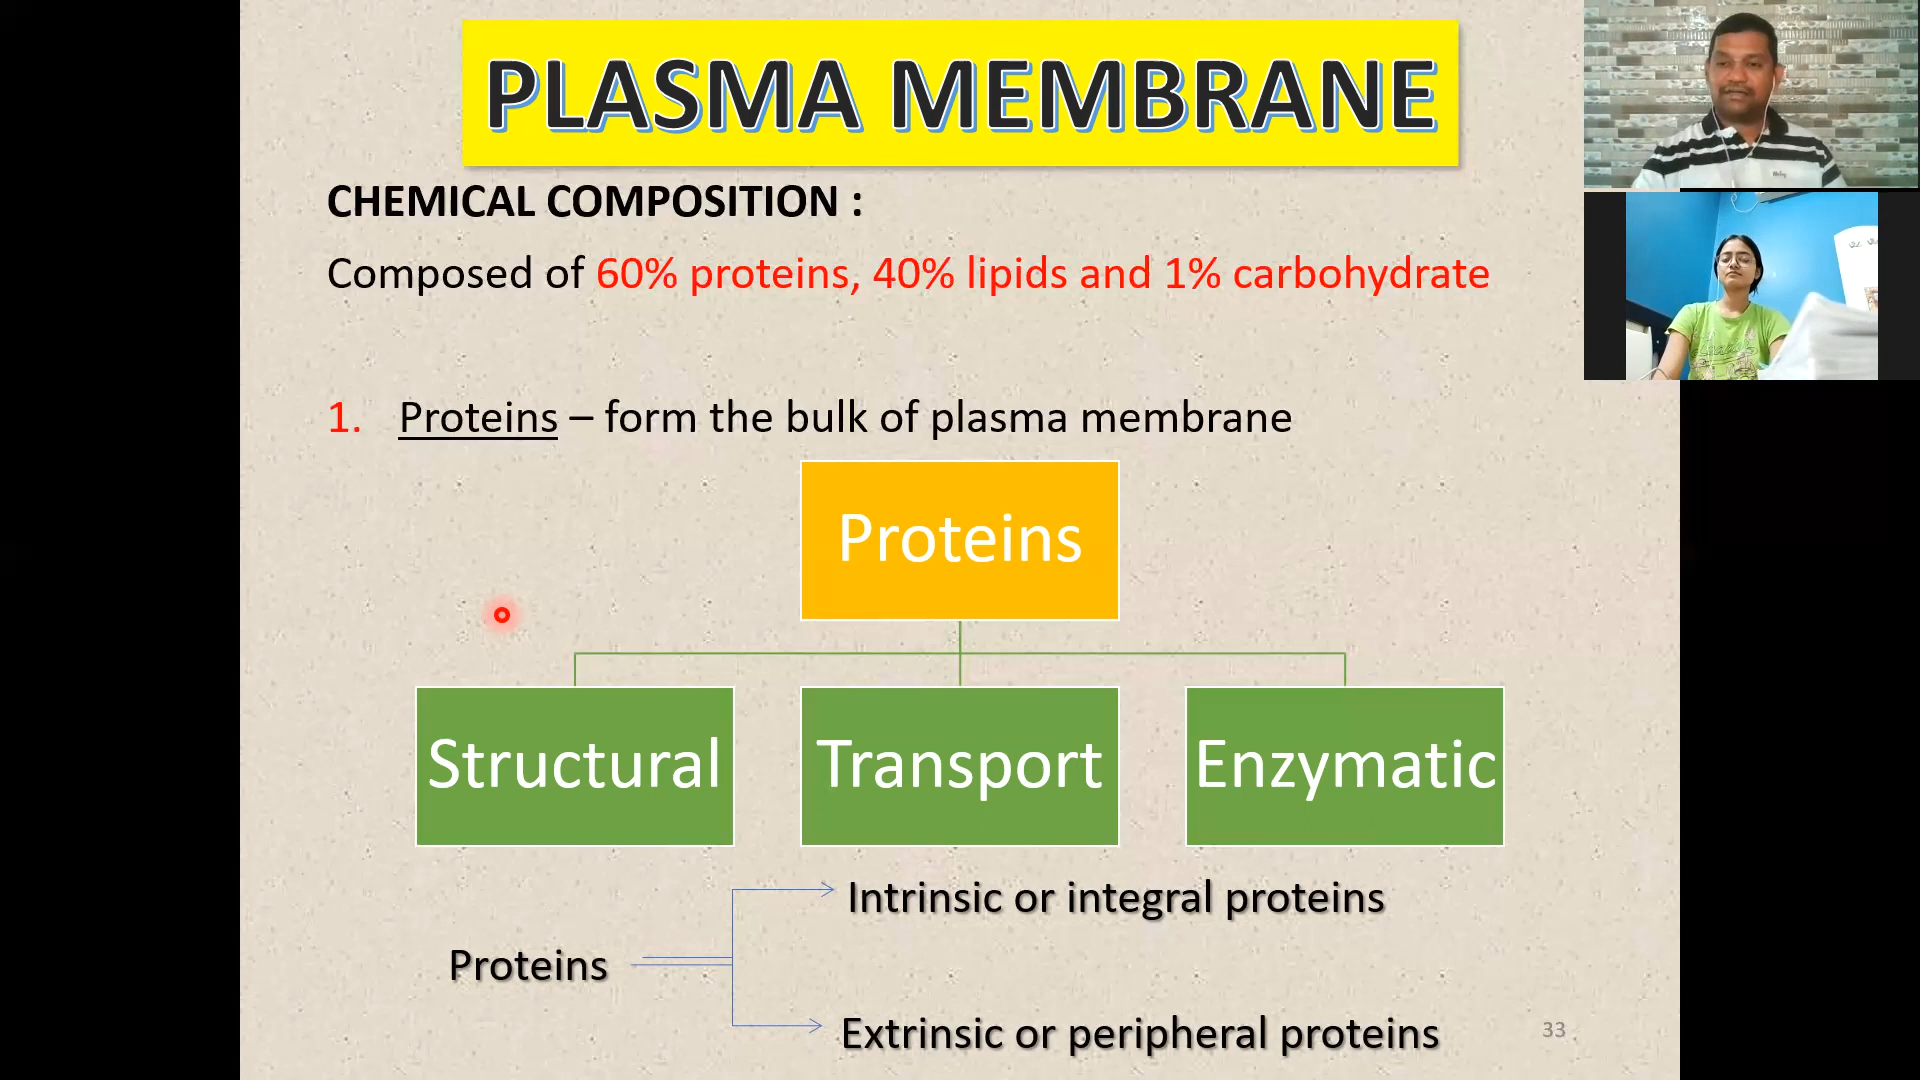 PLASMA MEMBRANE
CHEMICAL COMPOSITION :
Composed of 60% proteins, 40% lipids and 1% carbohydrate
1. Proteins – form the bulk of plasma membrane
Proteins
Structural
Transport
Enzymatic
Intrinsic or integral proteins
Proteins
Extrinsic or peripheral proteins
33